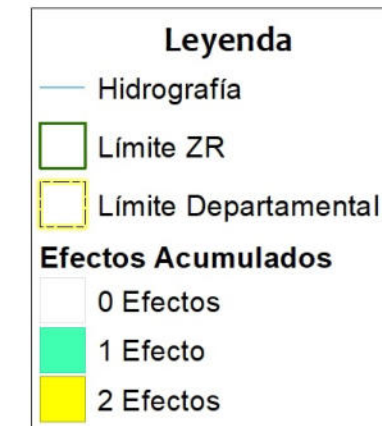 Leyenda
Hidrografía
Límite ZR
Límite Departamental
Efectos Acumulados
0 Efectos
1 Efecto
2 Efectos